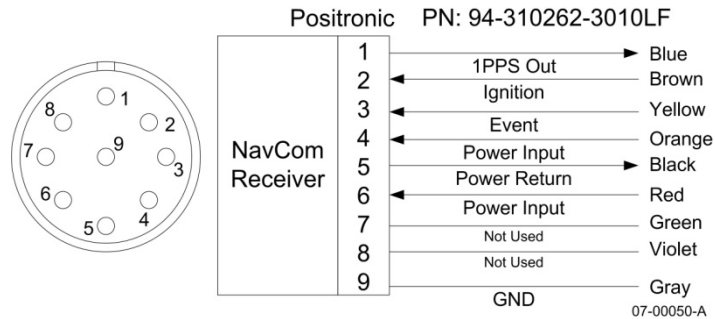 Positronic PN: 94-310262-3010LF
1 Blue
1PPS Out
2 Brown
Ignition
3 Yellow
Event
4 Orange
Power Input
5 Black
Power Return
6 Red
Power Input
7 Green
Not Used
8 Violet
Not Used
9 Gray
GND
NavCom
Receiver
1
2
3
4
5
6
7
8
9
07-00050-A